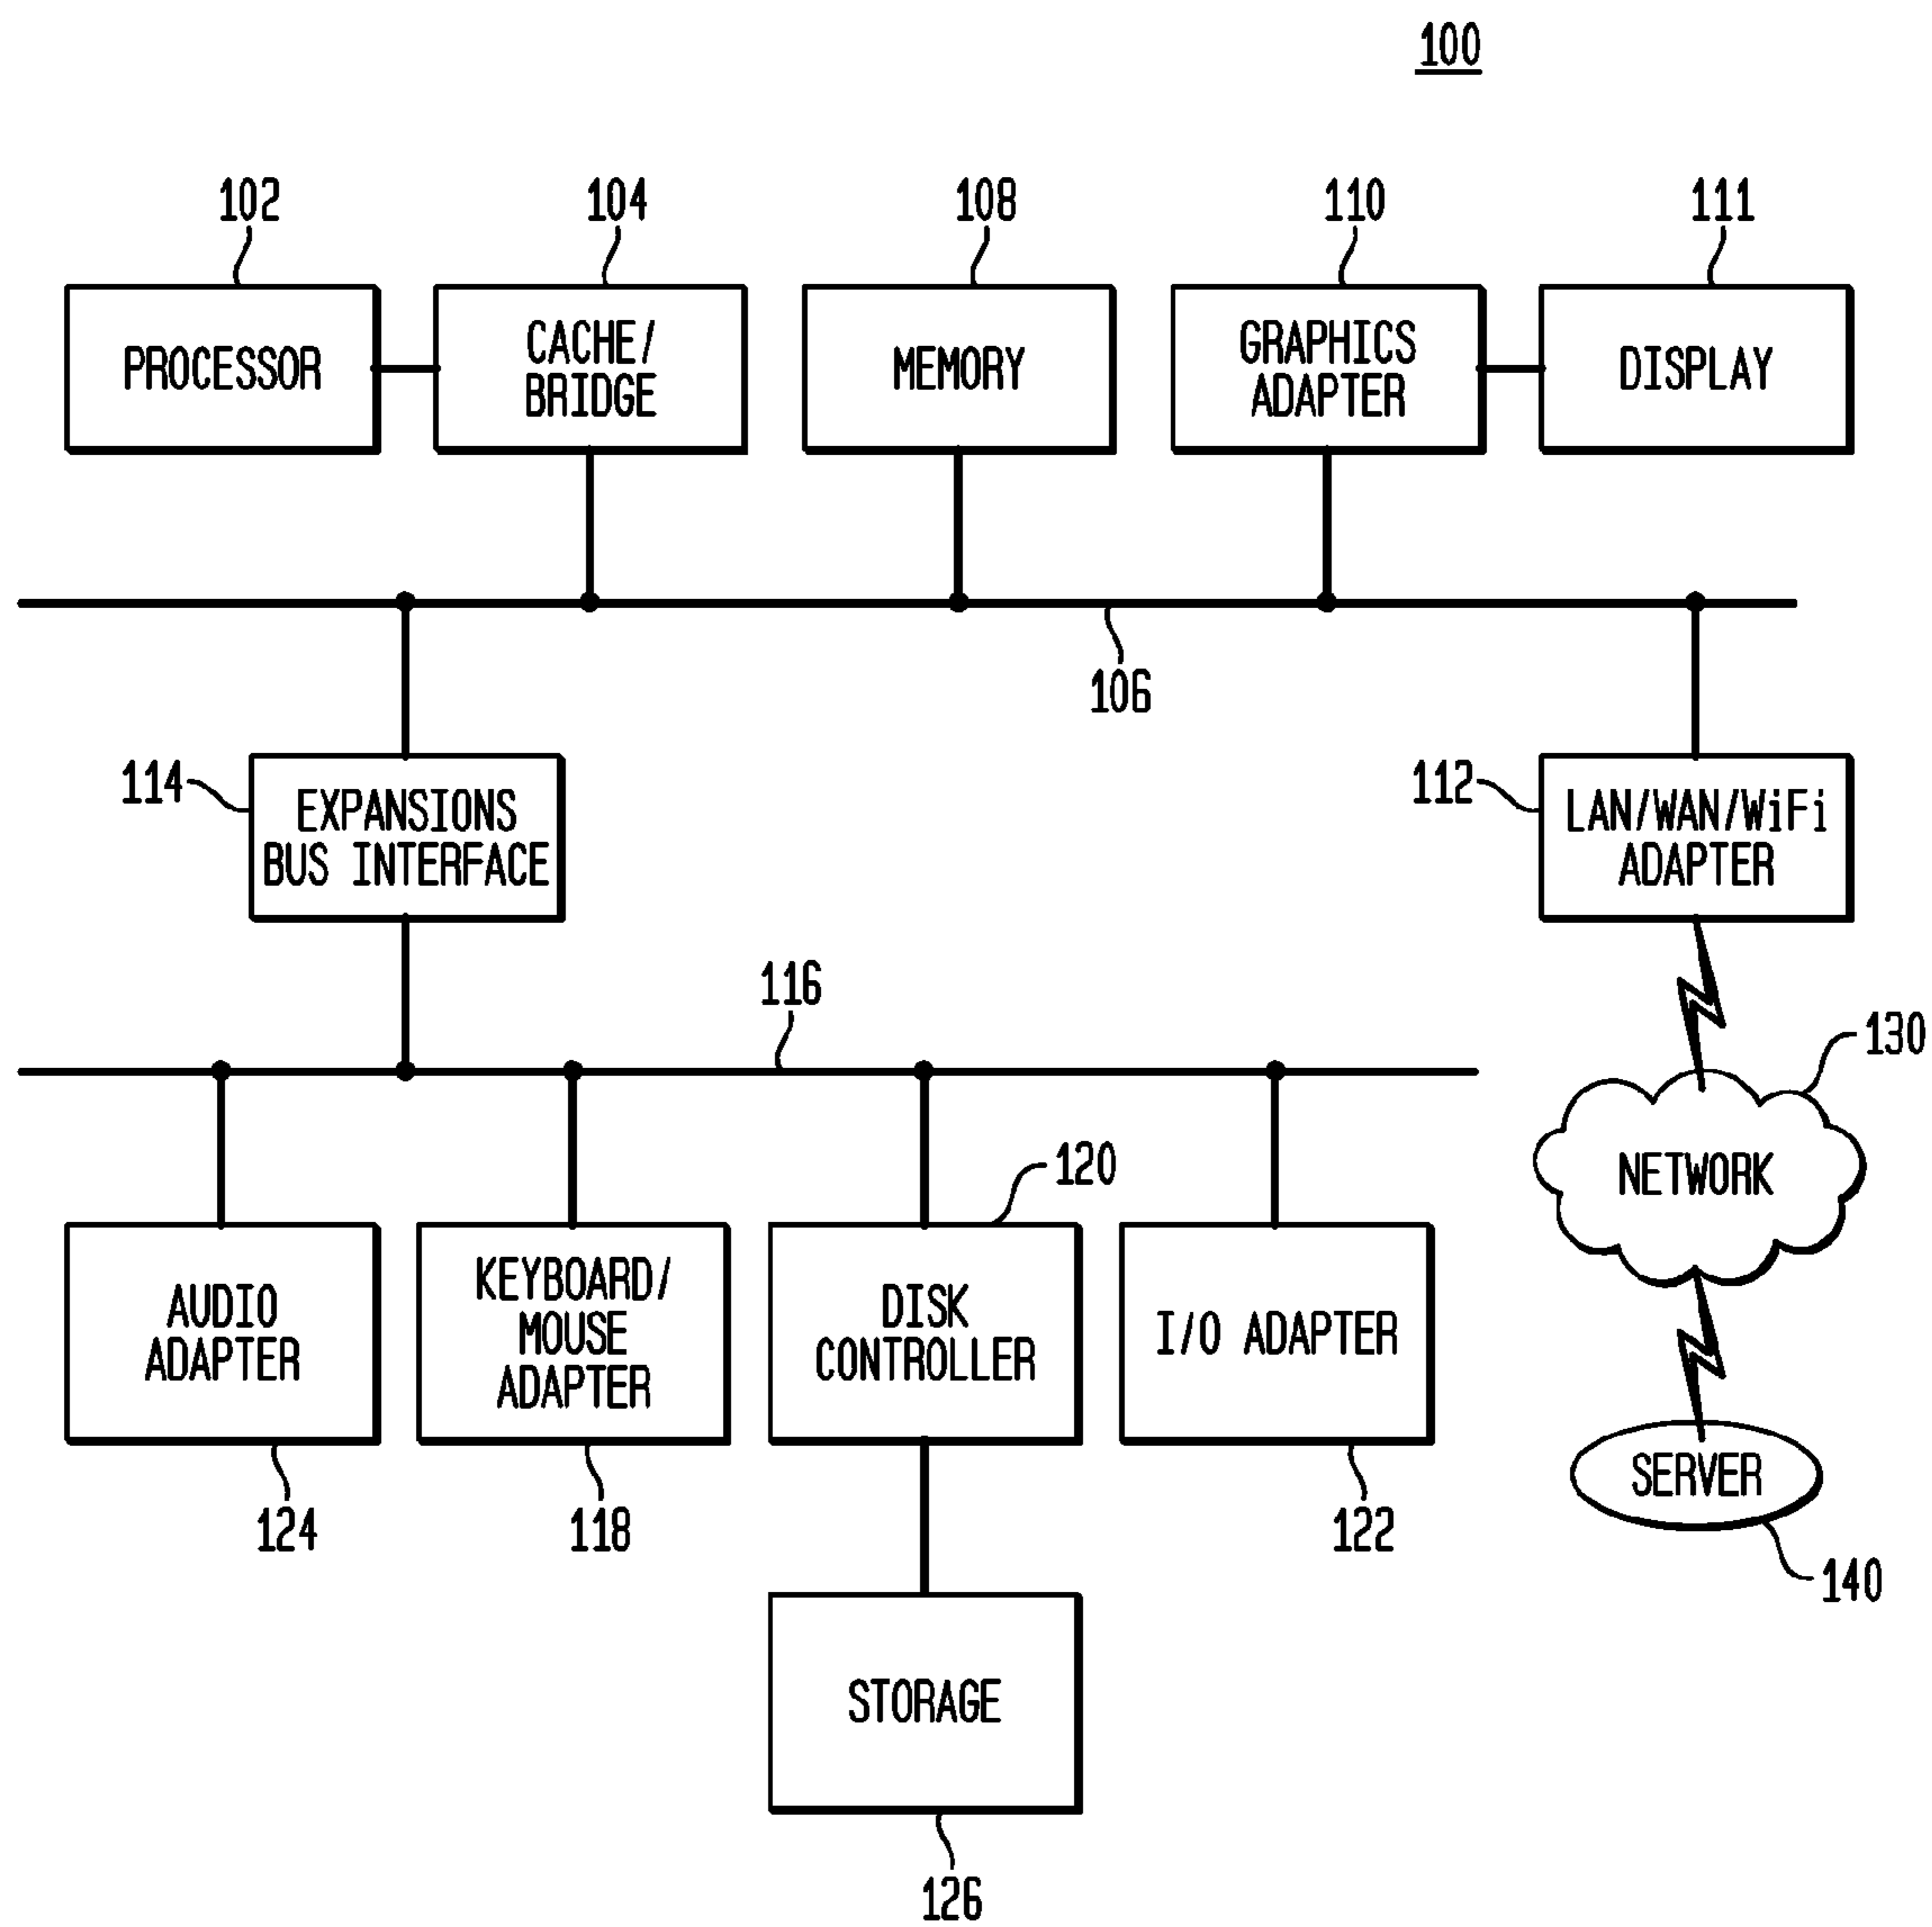 100
102
104
108
110
111
PROCESSOR
CACHE/
BRIDGE
MEMORY
GRAPHICS
ADAPTER
DISPLAY
106
114
EXPANSIONS
BUS INTERFACE
112
LAN/WAN/WiFi
ADAPTER
116
130
NETWORK
120
AUDIO
ADAPTER
KEYBOARD/
MOUSE
ADAPTER
DISK
CONTROLLER
I/O ADAPTER
SERVER
124
118
122
140
STORAGE
126